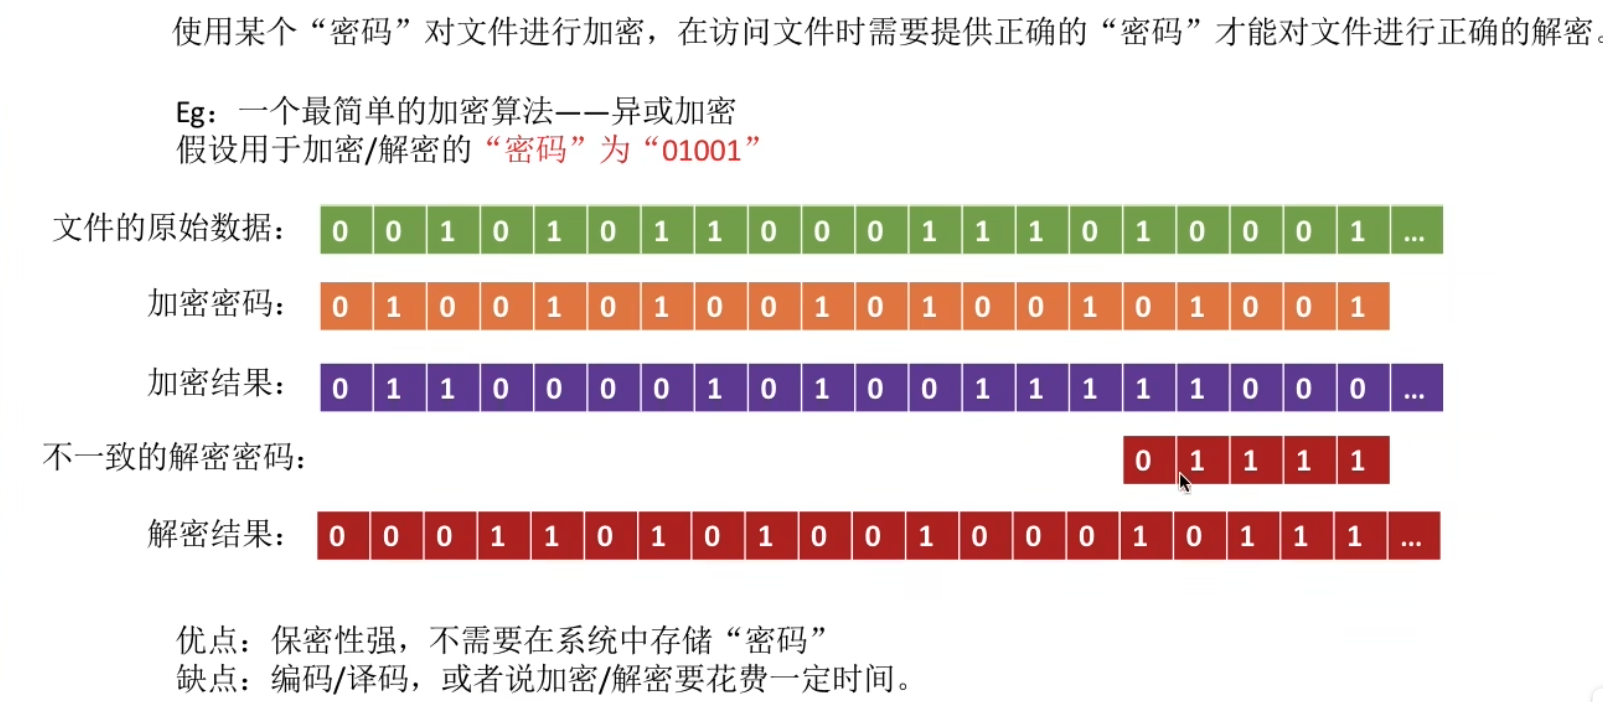 使用某个“密码”对文件进行加密，在访问文件时需要提供正确的“密码”才能对文件进行正确的解密。
Eg：一个最简单的加密算法——异或加密
假设用于加密/解密的“密码”为“01001”
文件的原始数据： 0 0 1 0 1 0 1 1 0 0 0 1 1 1 0 1 0 0 0 1 ...
加密密码： 0 1 0 0 1 0 1 0 0 1 0 1 0 0 1 0 1 0 0 1
加密结果： 0 1 1 0 0 0 0 1 0 1 0 0 1 1 1 1 1 0 0 0 ...
不一致的解密密码： 0 1 1 1 1
解密结果： 0 0 0 1 1 0 1 0 1 0 0 1 0 0 0 1 0 1 1 1 ...
优点：保密性强，不需要在系统中存储“密码”
缺点：编码/译码，或者说加密/解密要花费一定时间。